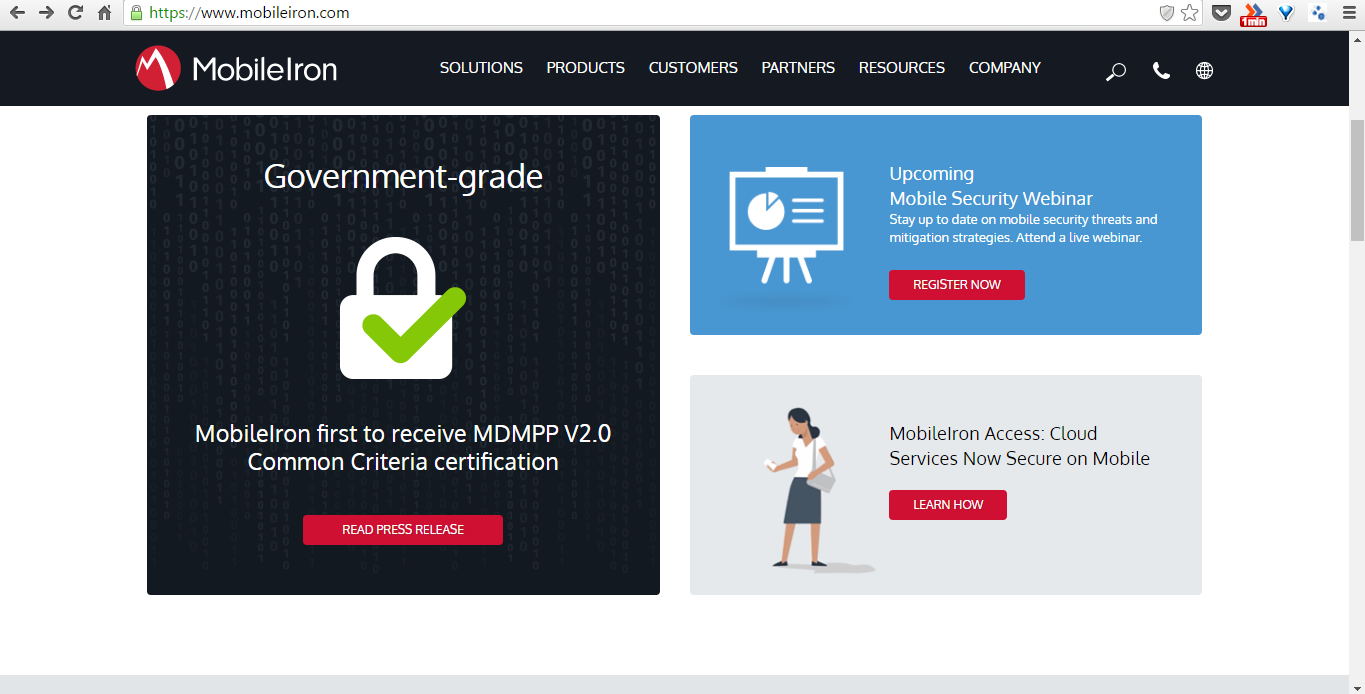 https://www.mobileiron.com
1min
MobileIron
SOLUTIONS PRODUCTS CUSTOMERS PARTNERS RESOURCES COMPANY
Government-grade
MobileIron first to receive MDMPP V2.0
Common Criteria certification
READ PRESS RELEASE
Upcoming
Mobile Security Webinar
Stay up to date on mobile security threats and
mitigation strategies. Attend a live webinar.
REGISTER NOW
MobileIron Access: Cloud
Services Now Secure on Mobile
LEARN HOW